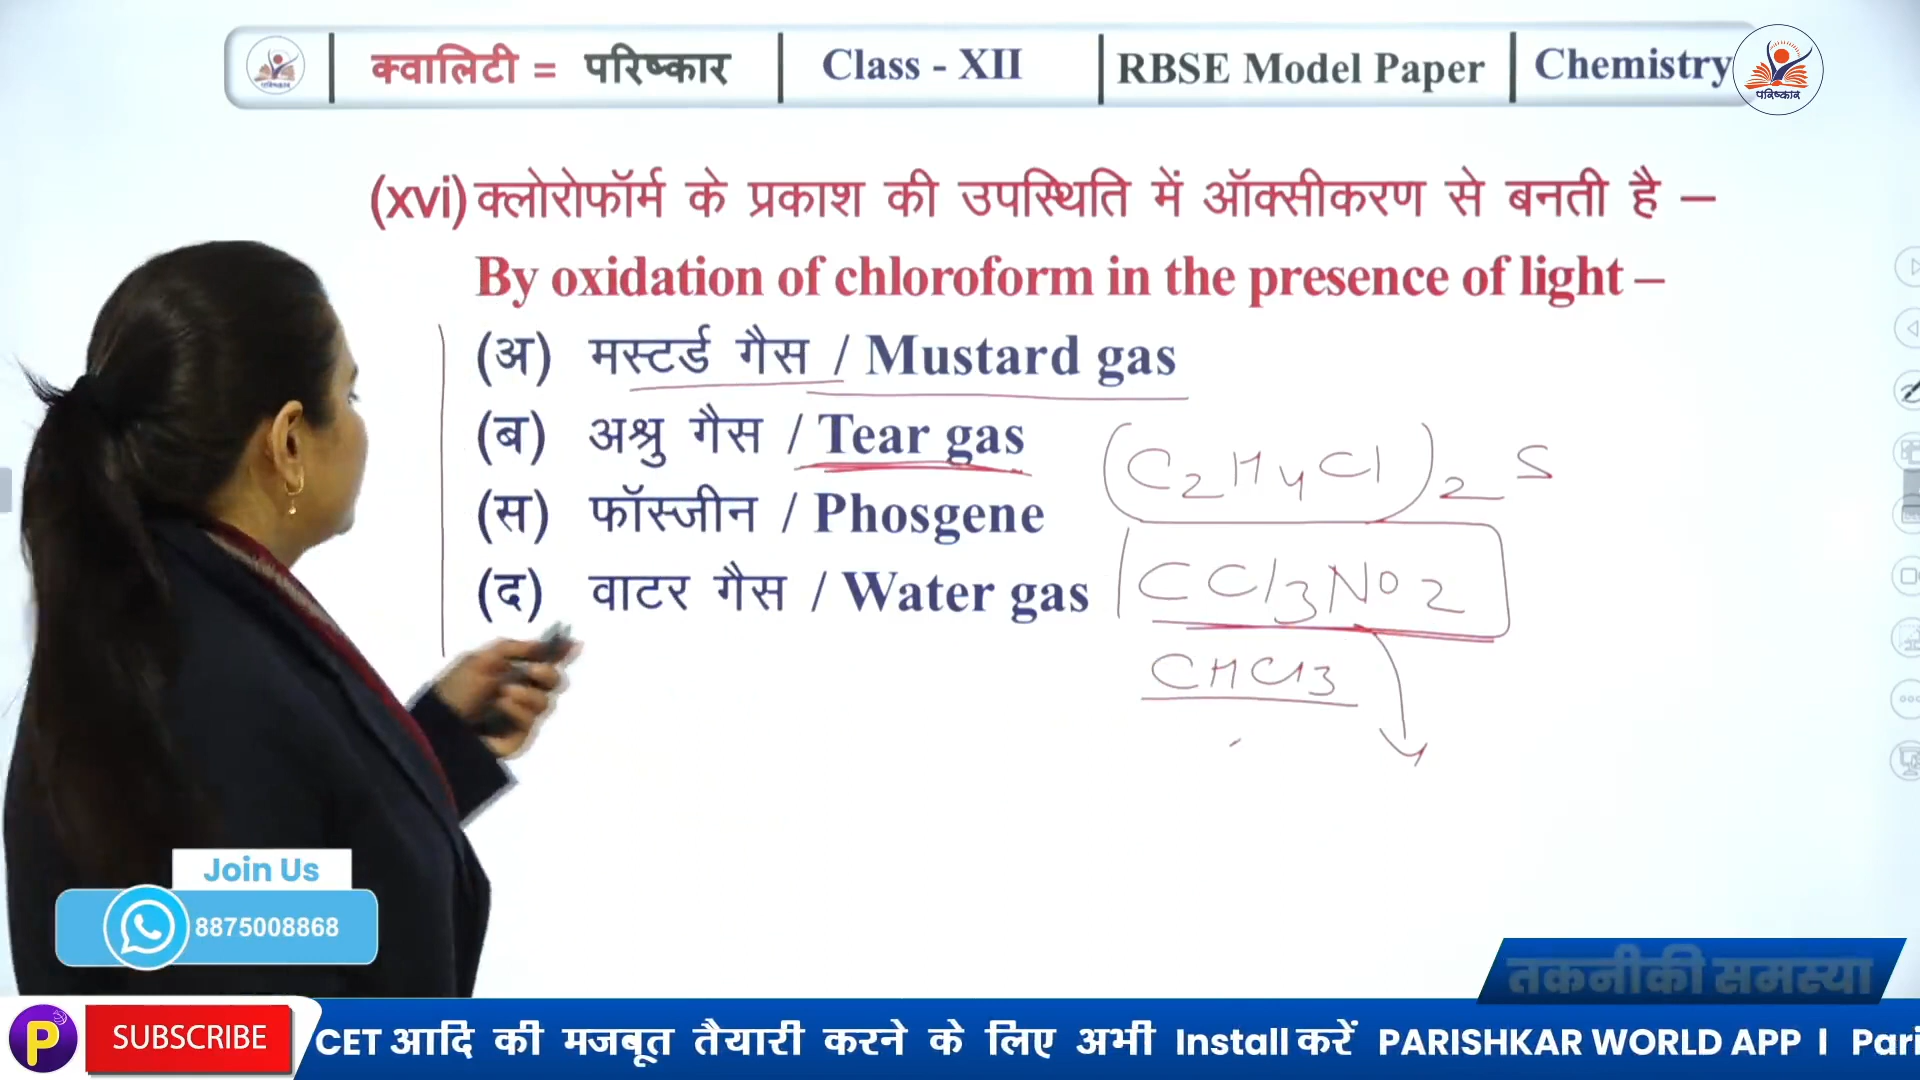 क्वालिटी = परिष्कार
Class - XII
RBSE Model Paper
Chemistry
परिष्कार
(xvi) क्लोरोफॉर्म के प्रकाश की उपस्थिति में ऑक्सीकरण से बनती है –
By oxidation of chloroform in the presence of light –
(अ) मस्टर्ड गैस / Mustard gas
(ब) अश्रु गैस / Tear gas
(C2H4Cl)2 S
(स) फॉस्जीन / Phosgene
(द) वाटर गैस / Water gas
CCl3NO2
CHCl3
Join Us
8875008868
तकनीकी समस्या
SUBSCRIBE
CET आदि की मजबूत तैयारी करने के लिए अभी Install करें PARISHKAR WORLD APP । Pari